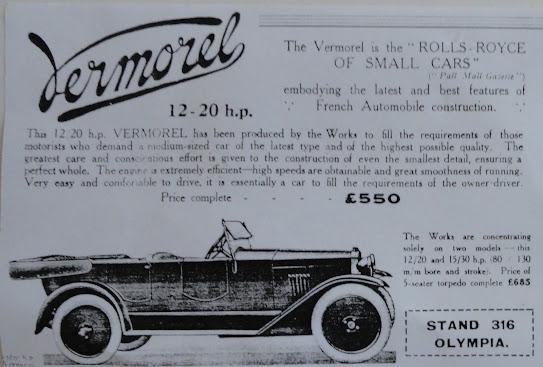 Vermorel
12-20 h.p.
The Vermorel is the "ROLLS-ROYCE
OF SMALL CARS"
("Pall Mall Gazette")
embodying the latest and best features of
French Automobile construction.
This 12/20 h.p. VERMOREL has been produced by the Works to fill the requirements of those
motorists who demand a medium-sized car of the latest type and of the highest possible quality. The
greatest care and conscientious effort is given to the construction of even the smallest detail, ensuring a
perfect whole. The engine is extremely efficient—high speeds are obtainable and great smoothness of running.
Very easy and comfortable to drive, it is essentially a car to fill the requirements of the owner-driver.
Price complete - - - - £550
The Works are concentrating
solely on two models—this
12/20 and 15/30 h.p. (80 × 130
m/m bore and stroke). Price of
5-seater torpedo complete £685
STAND 316
OLYMPIA.